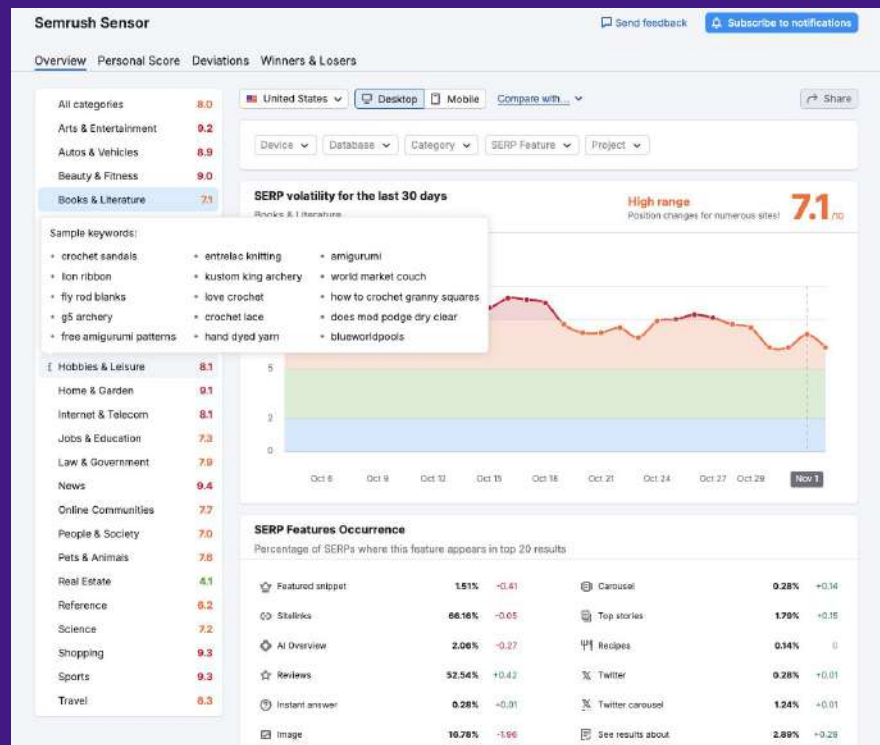 Semrush Sensor
Send feedback
Subscribe to notifications
Overview Personal Score Deviations Winners & Losers
All categories 8.0
Arts & Entertainment 9.2
Autos & Vehicles 8.9
Beauty & Fitness 9.0
Books & Literature 7.1
United States Desktop Mobile Compare with... Share
Device Database Category SERP Feature Project
SERP volatility for the last 30 days
Books & Literature
High range
Position changes for numerous sites!
7.1/10
Sample keywords:
• crochet sandals • entrelac knitting • amigurumi
• lion ribbon • kustom king archery • world market couch
• fly rod blanks • love crochet • how to crochet granny squares
• g5 archery • crochet lace • does mod podge dry clear
• free amigurumi patterns • hand dyed yarn • blueworldpools
Hobbies & Leisure 8.1
Home & Garden 9.1
Internet & Telecom 8.1
Jobs & Education 7.3
Law & Government 7.9
News 9.4
Online Communities 7.7
People & Society 7.0
Pets & Animals 7.6
Real Estate 4.1
Reference 6.2
Science 7.2
Shopping 9.3
Sports 9.3
Travel 6.3
5
2
0
Oct 6 Oct 9 Oct 12 Oct 15 Oct 18 Oct 21 Oct 24 Oct 27 Oct 29 Nov 1
SERP Features Occurrence
Percentage of SERPs where this feature appears in top 20 results
Featured snippet 1.51% -0.41 Carousel 0.28% +0.14
Sitelinks 66.16% -0.05 Top stories 1.79% +0.15
AI Overview 2.06% -0.27 Recipes 0.14% 0
Reviews 52.54% +0.42 Twitter 0.28% +0.01
Instant answer 0.28% +0.01 Twitter carousel 1.24% +0.01
Image 16.78% -1.96 See results about 2.89% +0.28